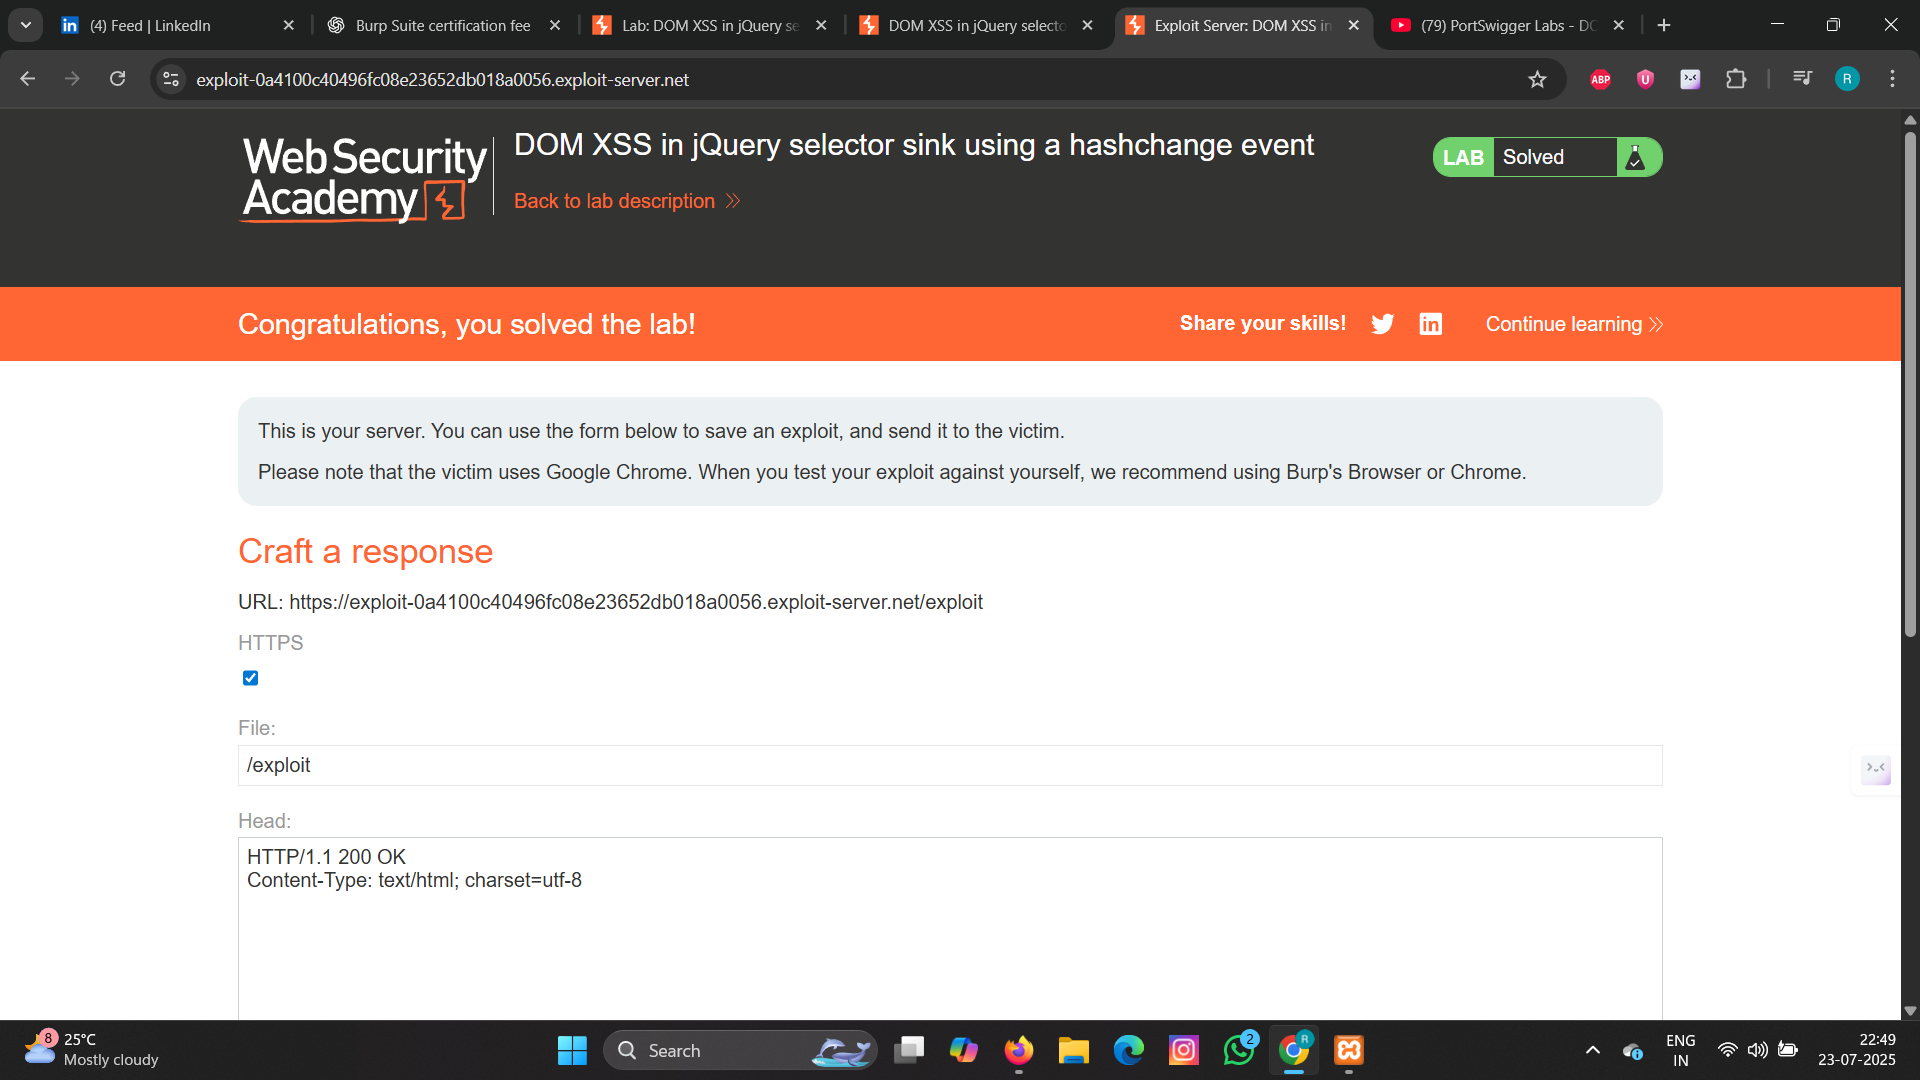 (4) Feed | LinkedIn
Burp Suite certification fee
Lab: DOM XSS in jQuery se
DOM XSS in jQuery selecto
Exploit Server: DOM XSS in
(79) PortSwigger Labs - DO
exploit-0a4100c40496fc08e23652db018a0056.exploit-server.net
ABP
U
R
Web Security
Academy
DOM XSS in jQuery selector sink using a hashchange event
Back to lab description
LAB Solved
Congratulations, you solved the lab!
Share your skills!
Continue learning
This is your server. You can use the form below to save an exploit, and send it to the victim.
Please note that the victim uses Google Chrome. When you test your exploit against yourself, we recommend using Burp's Browser or Chrome.
Craft a response
URL: https://exploit-0a4100c40496fc08e23652db018a0056.exploit-server.net/exploit
HTTPS
File:
/exploit
Head:
HTTP/1.1 200 OK
Content-Type: text/html; charset=utf-8
8
25°C
Mostly cloudy
Search
2
R
ENG
IN
22:49
23-07-2025